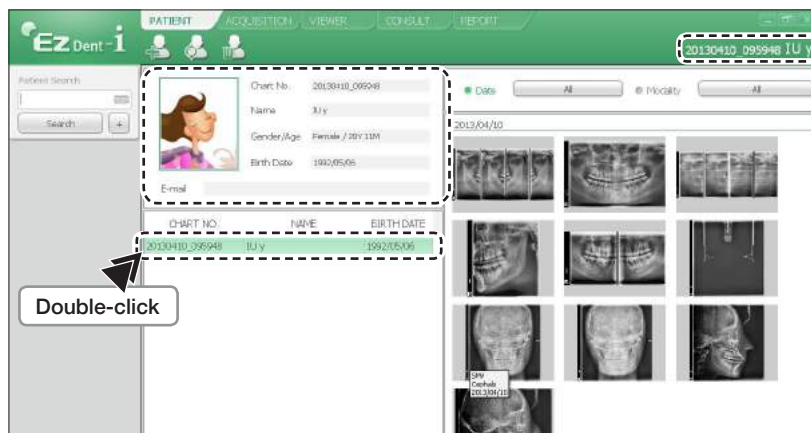 Ez Dent-i
PATIENT ACQUISITION VIEWER CONSULT REPORT
20130410_095948 IU y
Patient Search
Search +
Chart No. 20130410_095948
Name IU y
Gender/Age Female / 20Y 11M
Birth Date 1992/05/06
E-mail
CHART NO. NAME BIRTH DATE
20130410_095948 IU y 1992/05/06
Double-click
Date All Modality All
2013/04/10
SMV
Cephalo
2013/04/10